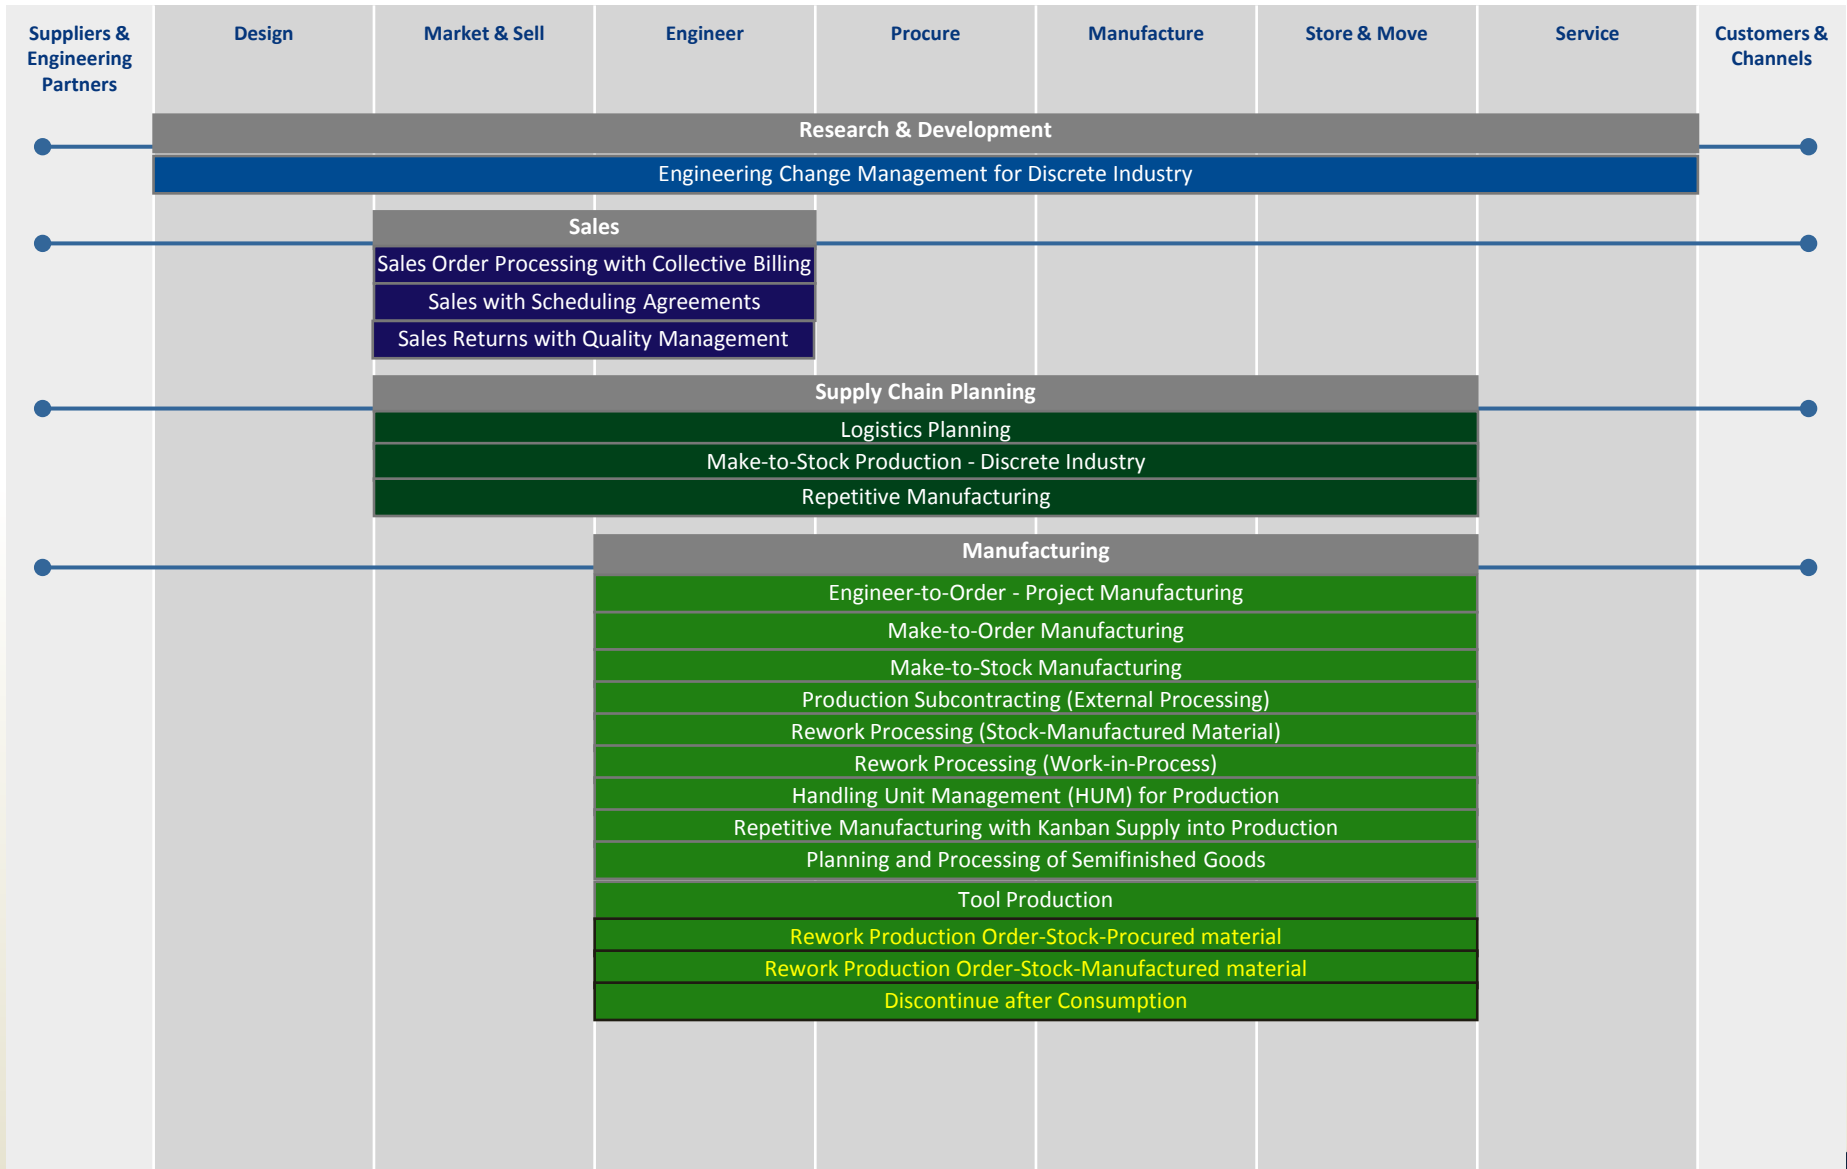 Suppliers &
Engineering
Partners
Design
Market & Sell
Engineer
Procure
Manufacture
Store & Move
Service
Customers &
Channels
Research & Development
Engineering Change Management for Discrete Industry
Sales
Sales Order Processing with Collective Billing
Sales with Scheduling Agreements
Sales Returns with Quality Management
Supply Chain Planning
Logistics Planning
Make-to-Stock Production - Discrete Industry
Repetitive Manufacturing
Manufacturing
Engineer-to-Order - Project Manufacturing
Make-to-Order Manufacturing
Make-to-Stock Manufacturing
Production Subcontracting (External Processing)
Rework Processing (Stock-Manufactured Material)
Rework Processing (Work-in-Process)
Handling Unit Management (HUM) for Production
Repetitive Manufacturing with Kanban Supply into Production
Planning and Processing of Semifinished Goods
Tool Production
Rework Production Order-Stock-Procured material
Rework Production Order-Stock-Manufactured material
Discontinue after Consumption